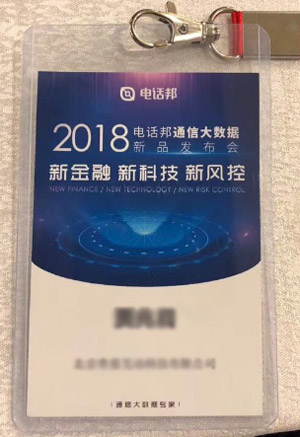 电话邦
2018 电话邦通信大数据
新品发布会
新金融 新科技 新风控
NEW FINANCE / NEW TECHNOLOGY / NEW RISK CONTROL
（通信大数据专家）